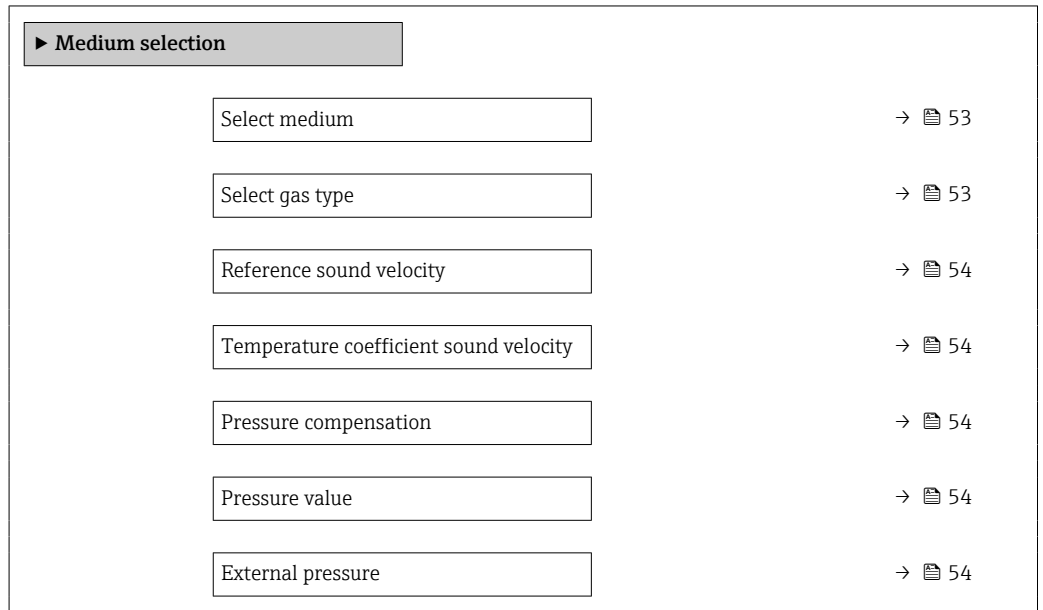 ▶ Medium selection
Select medium → 53
Select gas type → 53
Reference sound velocity → 54
Temperature coefficient sound velocity → 54
Pressure compensation → 54
Pressure value → 54
External pressure → 54